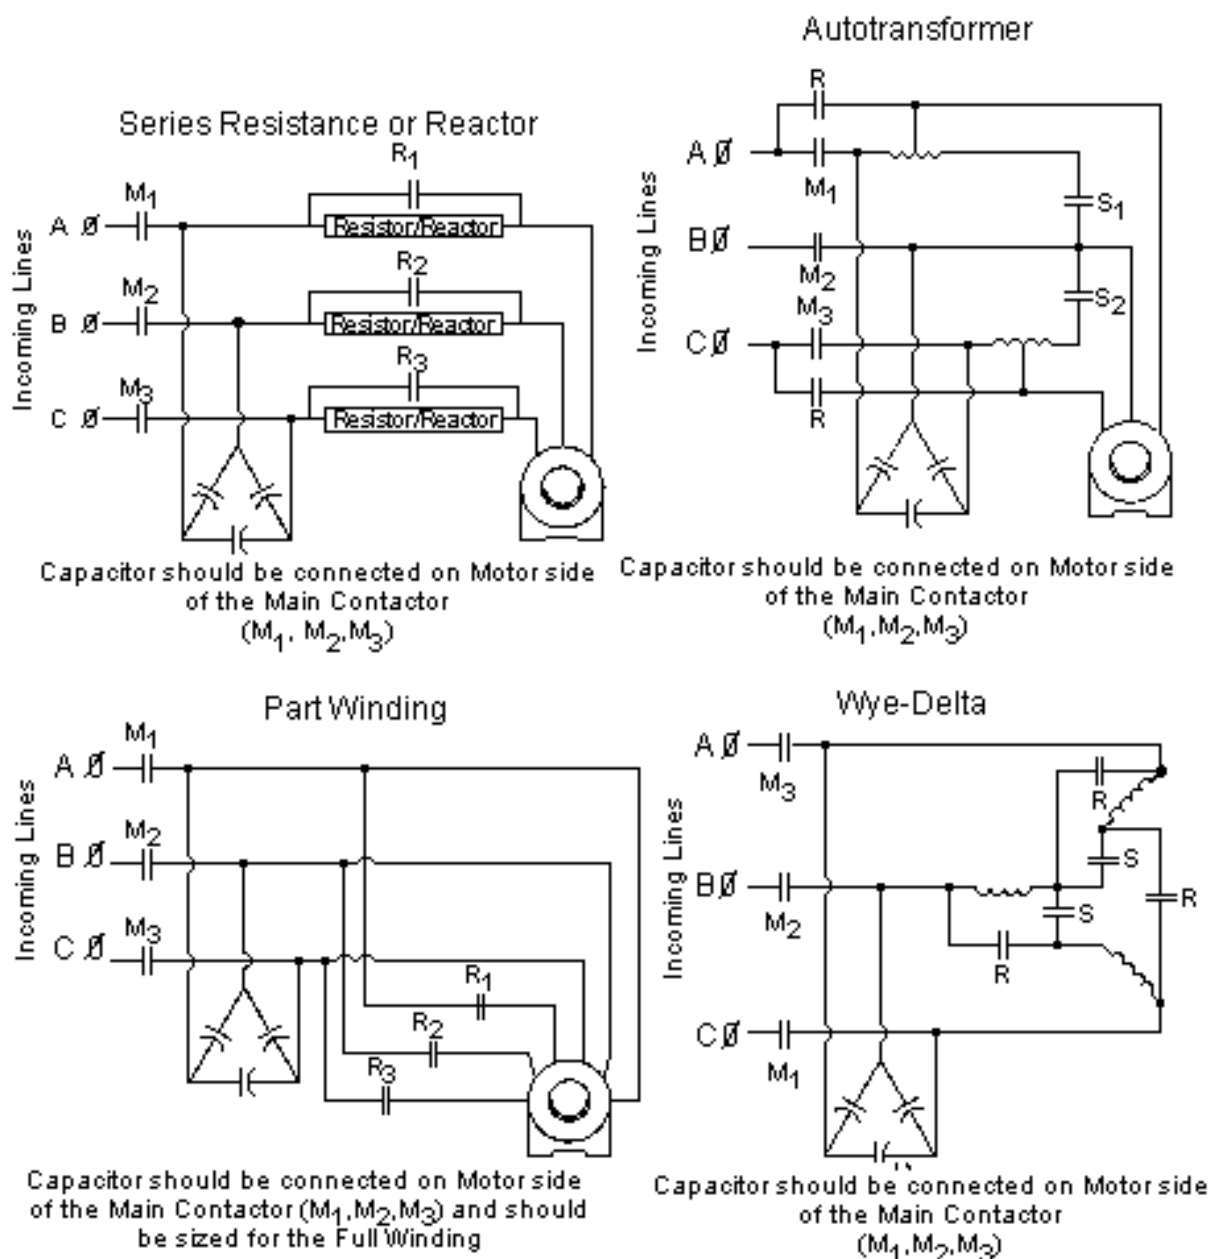 Series Resistance or Reactor
Incoming Lines
R1
M1
A Ø
Resistor/Reactor
R2
M2
B Ø
Resistor/Reactor
R3
M3
C Ø
Resistor/Reactor
Capacitor should be connected on Motor side
of the Main Contactor
(M1, M2,M3)
Autotransformer
Incoming Lines
R
A Ø
M1
S1
B Ø
M2
S2
M3
C Ø
R
Capacitor should be connected on Motor side
of the Main Contactor
(M1,M2,M3)
Part Winding
Incoming Lines
M1
A Ø
M2
B Ø
M3
C Ø
R1
R2
R3
Capacitor should be connected on Motor side
of the Main Contactor (M1,M2,M3) and should
be sized for the Full Winding
Wye-Delta
Incoming Lines
A Ø
M3
R
S
B Ø
R
M2
S
R
C Ø
M1
Capacitor should be connected on Motor side
of the Main Contactor
(M1,M2,M3)